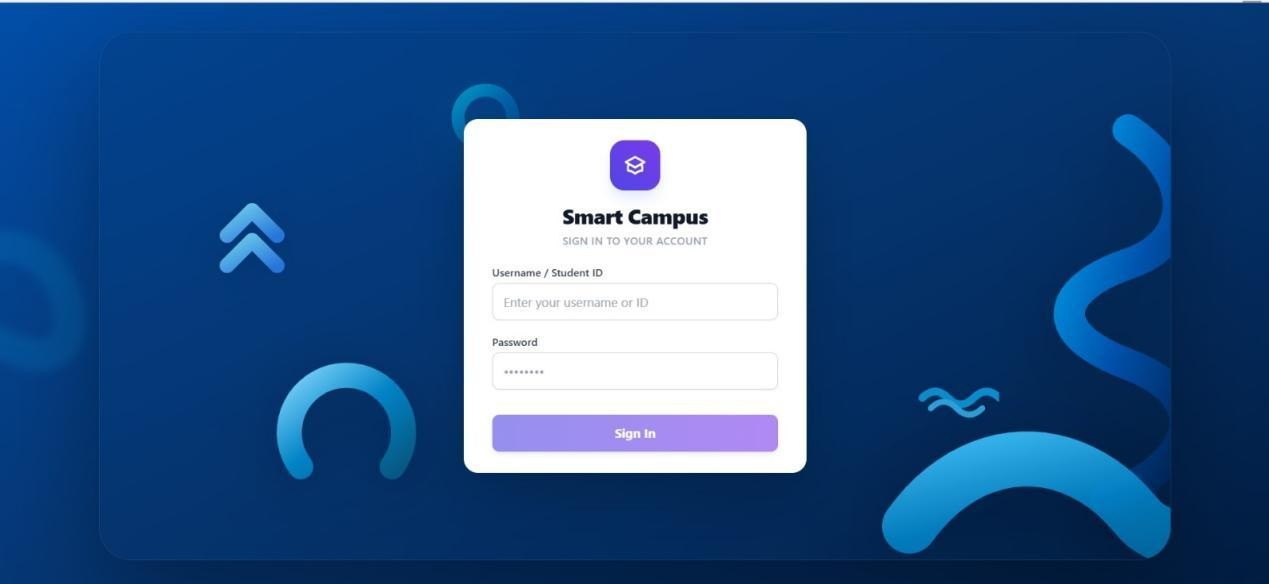 Smart Campus
SIGN IN TO YOUR ACCOUNT
Username / Student ID
Enter your username or ID
Password
••••••••
Sign In